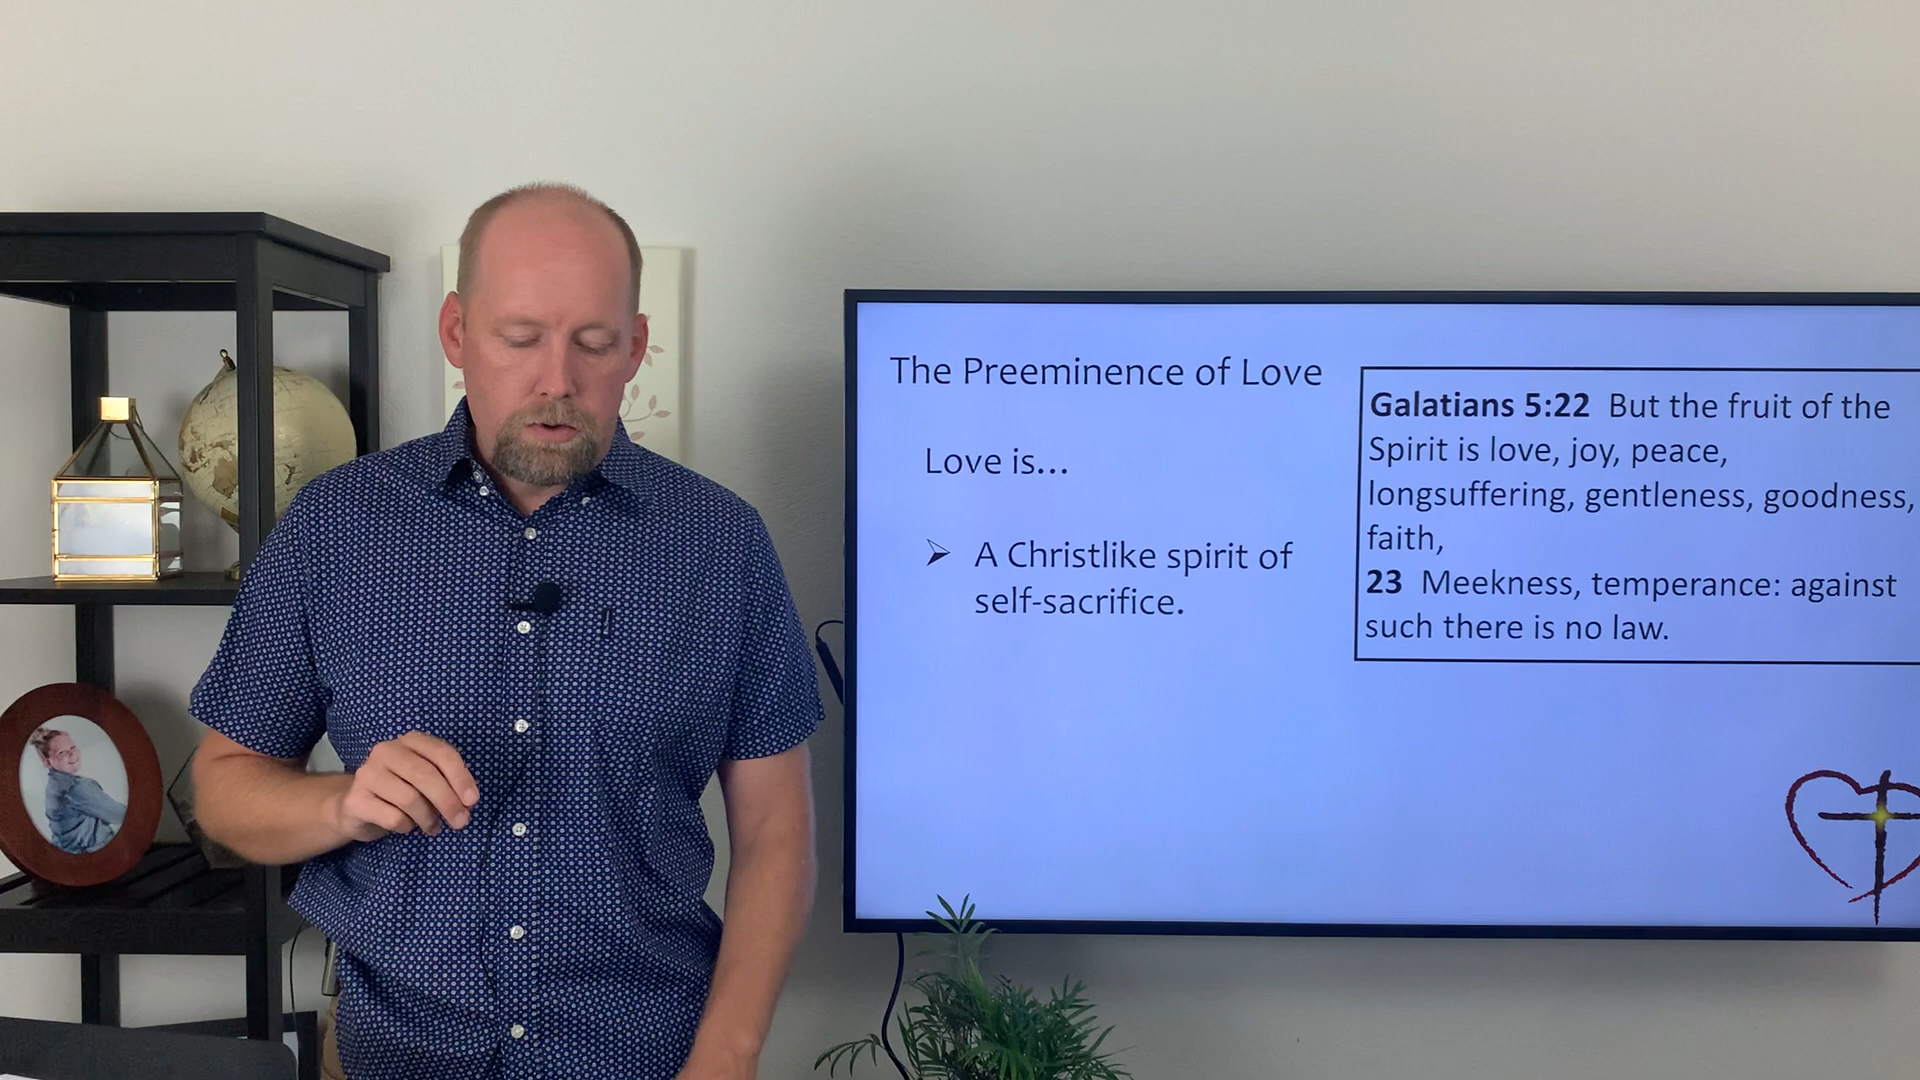 The Preeminence of Love
Love is...
➢ A Christlike spirit of
self-sacrifice.
Galatians 5:22 But the fruit of the
Spirit is love, joy, peace,
longsuffering, gentleness, goodness,
faith,
23 Meekness, temperance: against
such there is no law.